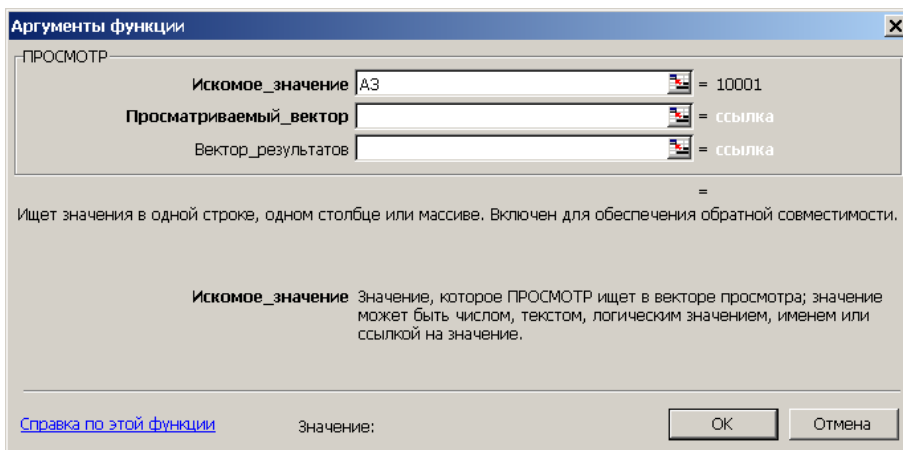 Аргументы функции
ПРОСМОТР
Искомое_значение A3 = 10001
Просматриваемый_вектор = ссылка
Вектор_результатов = ссылка
=
Ищет значения в одной строке, одном столбце или массиве. Включен для обеспечения обратной совместимости.
Искомое_значение Значение, которое ПРОСМОТР ищет в векторе просмотра; значение
может быть числом, текстом, логическим значением, именем или
ссылкой на значение.
Справка по этой функции Значение: OK Отмена